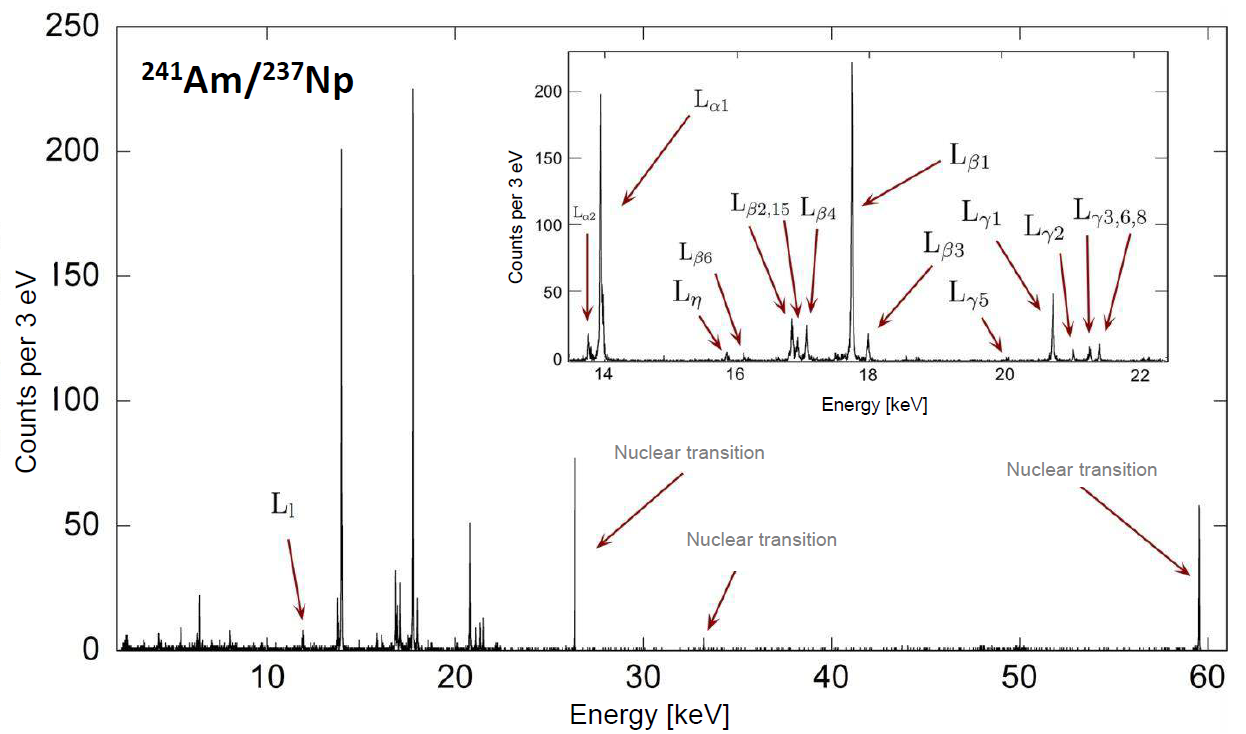 250
200
150
100
50
0
Counts per 3 eV
²⁴¹Am/²³⁷Np
Lₗ
10
20
30
40
50
60
Energy [keV]
Nuclear transition
Nuclear transition
Nuclear transition
200
150
100
50
0
Counts per 3 eV
Lα2
Lα1
Lη
Lβ6
Lβ2,15
Lβ4
Lβ1
Lβ3
Lγ5
Lγ1
Lγ2
Lγ3,6,8
14
16
18
20
22
Energy [keV]